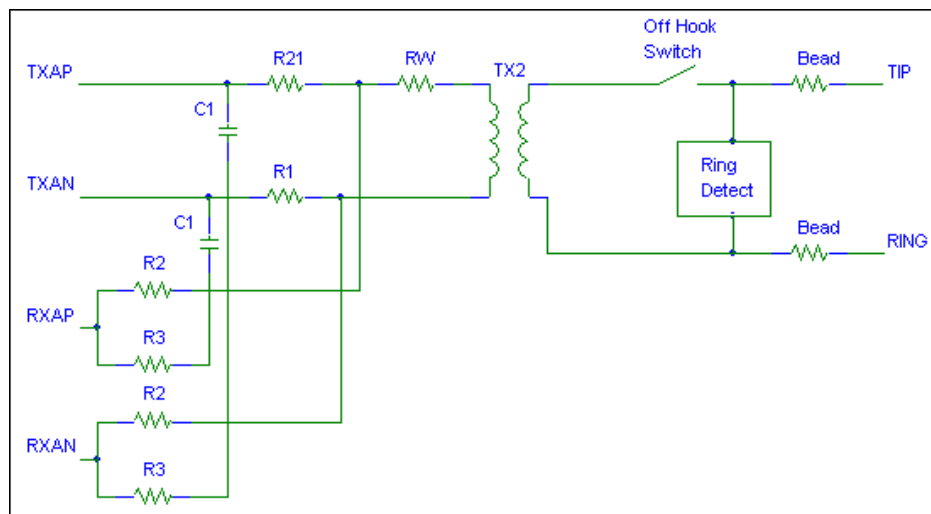 Off Hook
Switch
TXAP
R21
RW
TX2
Bead
TIP
C1
Ring
Detect
TXAN
R1
C1
Bead
RING
R2
RXAP
R3
R2
RXAN
R3